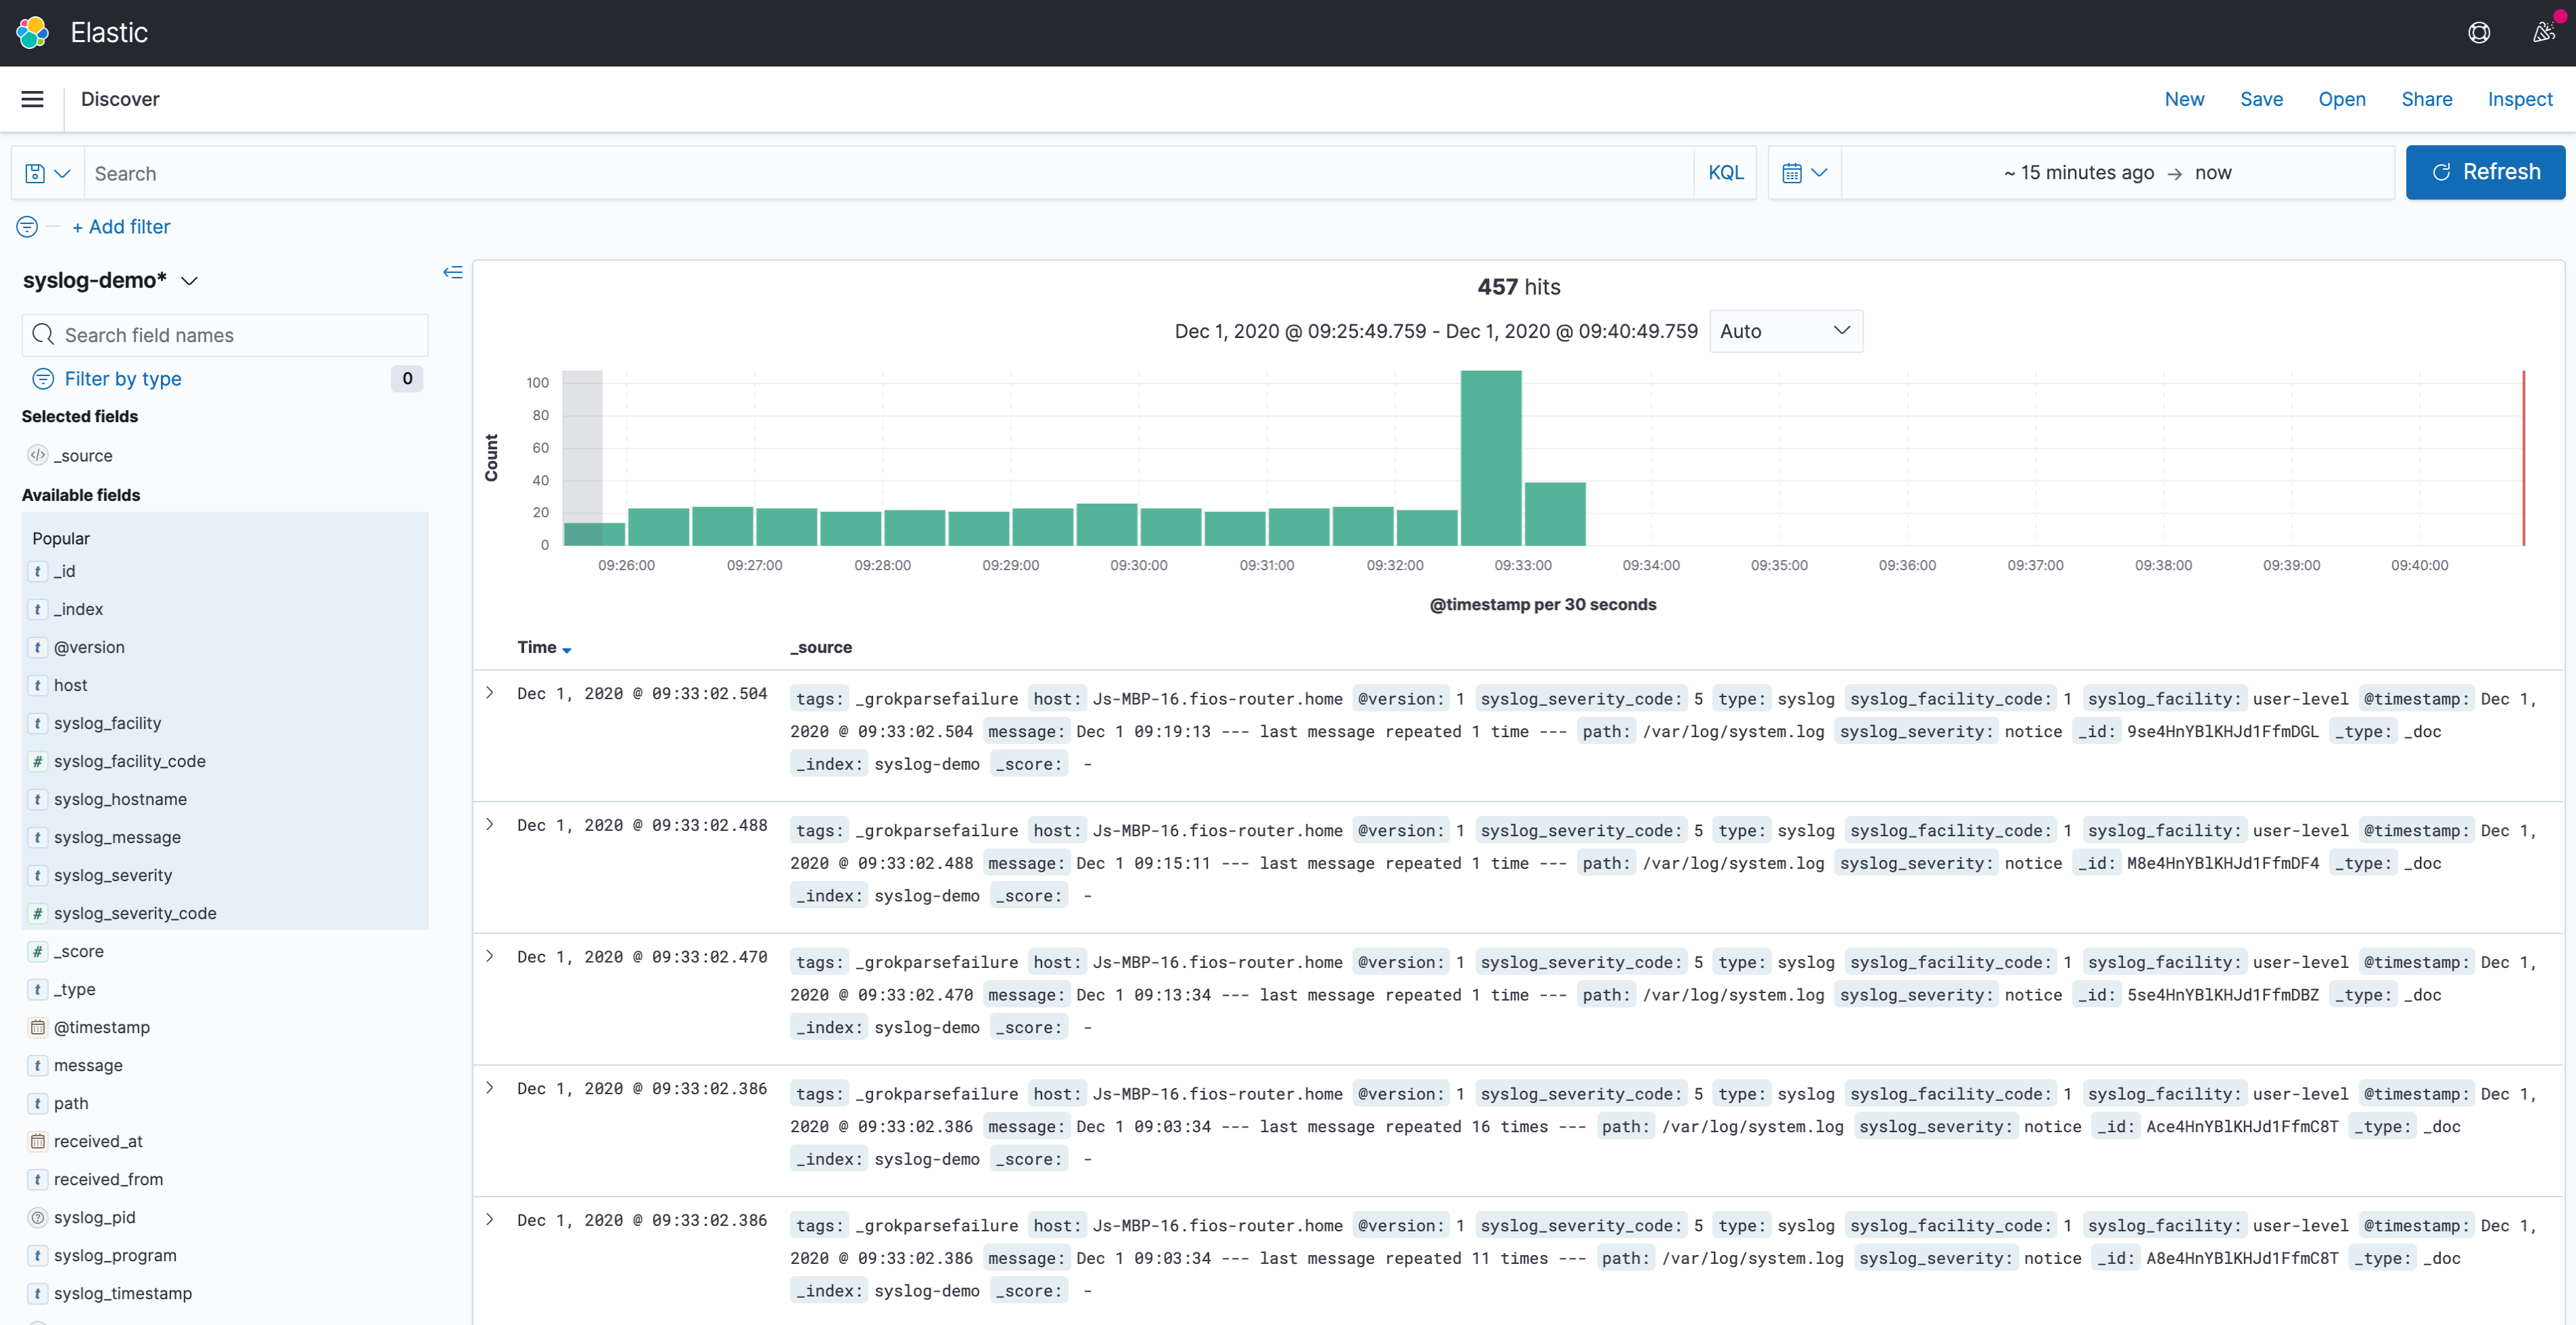 Elastic
Discover
New Save Open Share Inspect
Search KQL ~ 15 minutes ago → now Refresh
+ Add filter
syslog-demo*
Search field names
Filter by type 0
Selected fields
_source
Available fields
Popular
t _id
t _index
t @version
t host
t syslog_facility
# syslog_facility_code
t syslog_hostname
t syslog_message
t syslog_severity
# syslog_severity_code
# _score
t _type
@timestamp
t message
t path
received_at
t received_from
? syslog_pid
t syslog_program
t syslog_timestamp
457 hits
Dec 1, 2020 @ 09:25:49.759 - Dec 1, 2020 @ 09:40:49.759 Auto
Count
100
80
60
40
20
0
09:26:00 09:27:00 09:28:00 09:29:00 09:30:00 09:31:00 09:32:00 09:33:00 09:34:00 09:35:00 09:36:00 09:37:00 09:38:00 09:39:00 09:40:00
@timestamp per 30 seconds
Time _source
Dec 1, 2020 @ 09:33:02.504 tags: _grokparsefailure host: Js-MBP-16.fios-router.home @version: 1 syslog_severity_code: 5 type: syslog syslog_facility_code: 1 syslog_facility: user-level @timestamp: Dec 1,
2020 @ 09:33:02.504 message: Dec 1 09:19:13 --- last message repeated 1 time --- path: /var/log/system.log syslog_severity: notice _id: 9se4HnYBlKHJd1FfmDGL _type: _doc
_index: syslog-demo _score: -
Dec 1, 2020 @ 09:33:02.488 tags: _grokparsefailure host: Js-MBP-16.fios-router.home @version: 1 syslog_severity_code: 5 type: syslog syslog_facility_code: 1 syslog_facility: user-level @timestamp: Dec 1,
2020 @ 09:33:02.488 message: Dec 1 09:15:11 --- last message repeated 1 time --- path: /var/log/system.log syslog_severity: notice _id: M8e4HnYBlKHJd1FfmDF4 _type: _doc
_index: syslog-demo _score: -
Dec 1, 2020 @ 09:33:02.470 tags: _grokparsefailure host: Js-MBP-16.fios-router.home @version: 1 syslog_severity_code: 5 type: syslog syslog_facility_code: 1 syslog_facility: user-level @timestamp: Dec 1,
2020 @ 09:33:02.470 message: Dec 1 09:13:34 --- last message repeated 1 time --- path: /var/log/system.log syslog_severity: notice _id: 5se4HnYBlKHJd1FfmDBZ _type: _doc
_index: syslog-demo _score: -
Dec 1, 2020 @ 09:33:02.386 tags: _grokparsefailure host: Js-MBP-16.fios-router.home @version: 1 syslog_severity_code: 5 type: syslog syslog_facility_code: 1 syslog_facility: user-level @timestamp: Dec 1,
2020 @ 09:33:02.386 message: Dec 1 09:03:34 --- last message repeated 16 times --- path: /var/log/system.log syslog_severity: notice _id: Ace4HnYBlKHJd1FfmC8T _type: _doc
_index: syslog-demo _score: -
Dec 1, 2020 @ 09:33:02.386 tags: _grokparsefailure host: Js-MBP-16.fios-router.home @version: 1 syslog_severity_code: 5 type: syslog syslog_facility_code: 1 syslog_facility: user-level @timestamp: Dec 1,
2020 @ 09:33:02.386 message: Dec 1 09:03:34 --- last message repeated 11 times --- path: /var/log/system.log syslog_severity: notice _id: A8e4HnYBlKHJd1FfmC8T _type: _doc
_index: syslog-demo _score: -